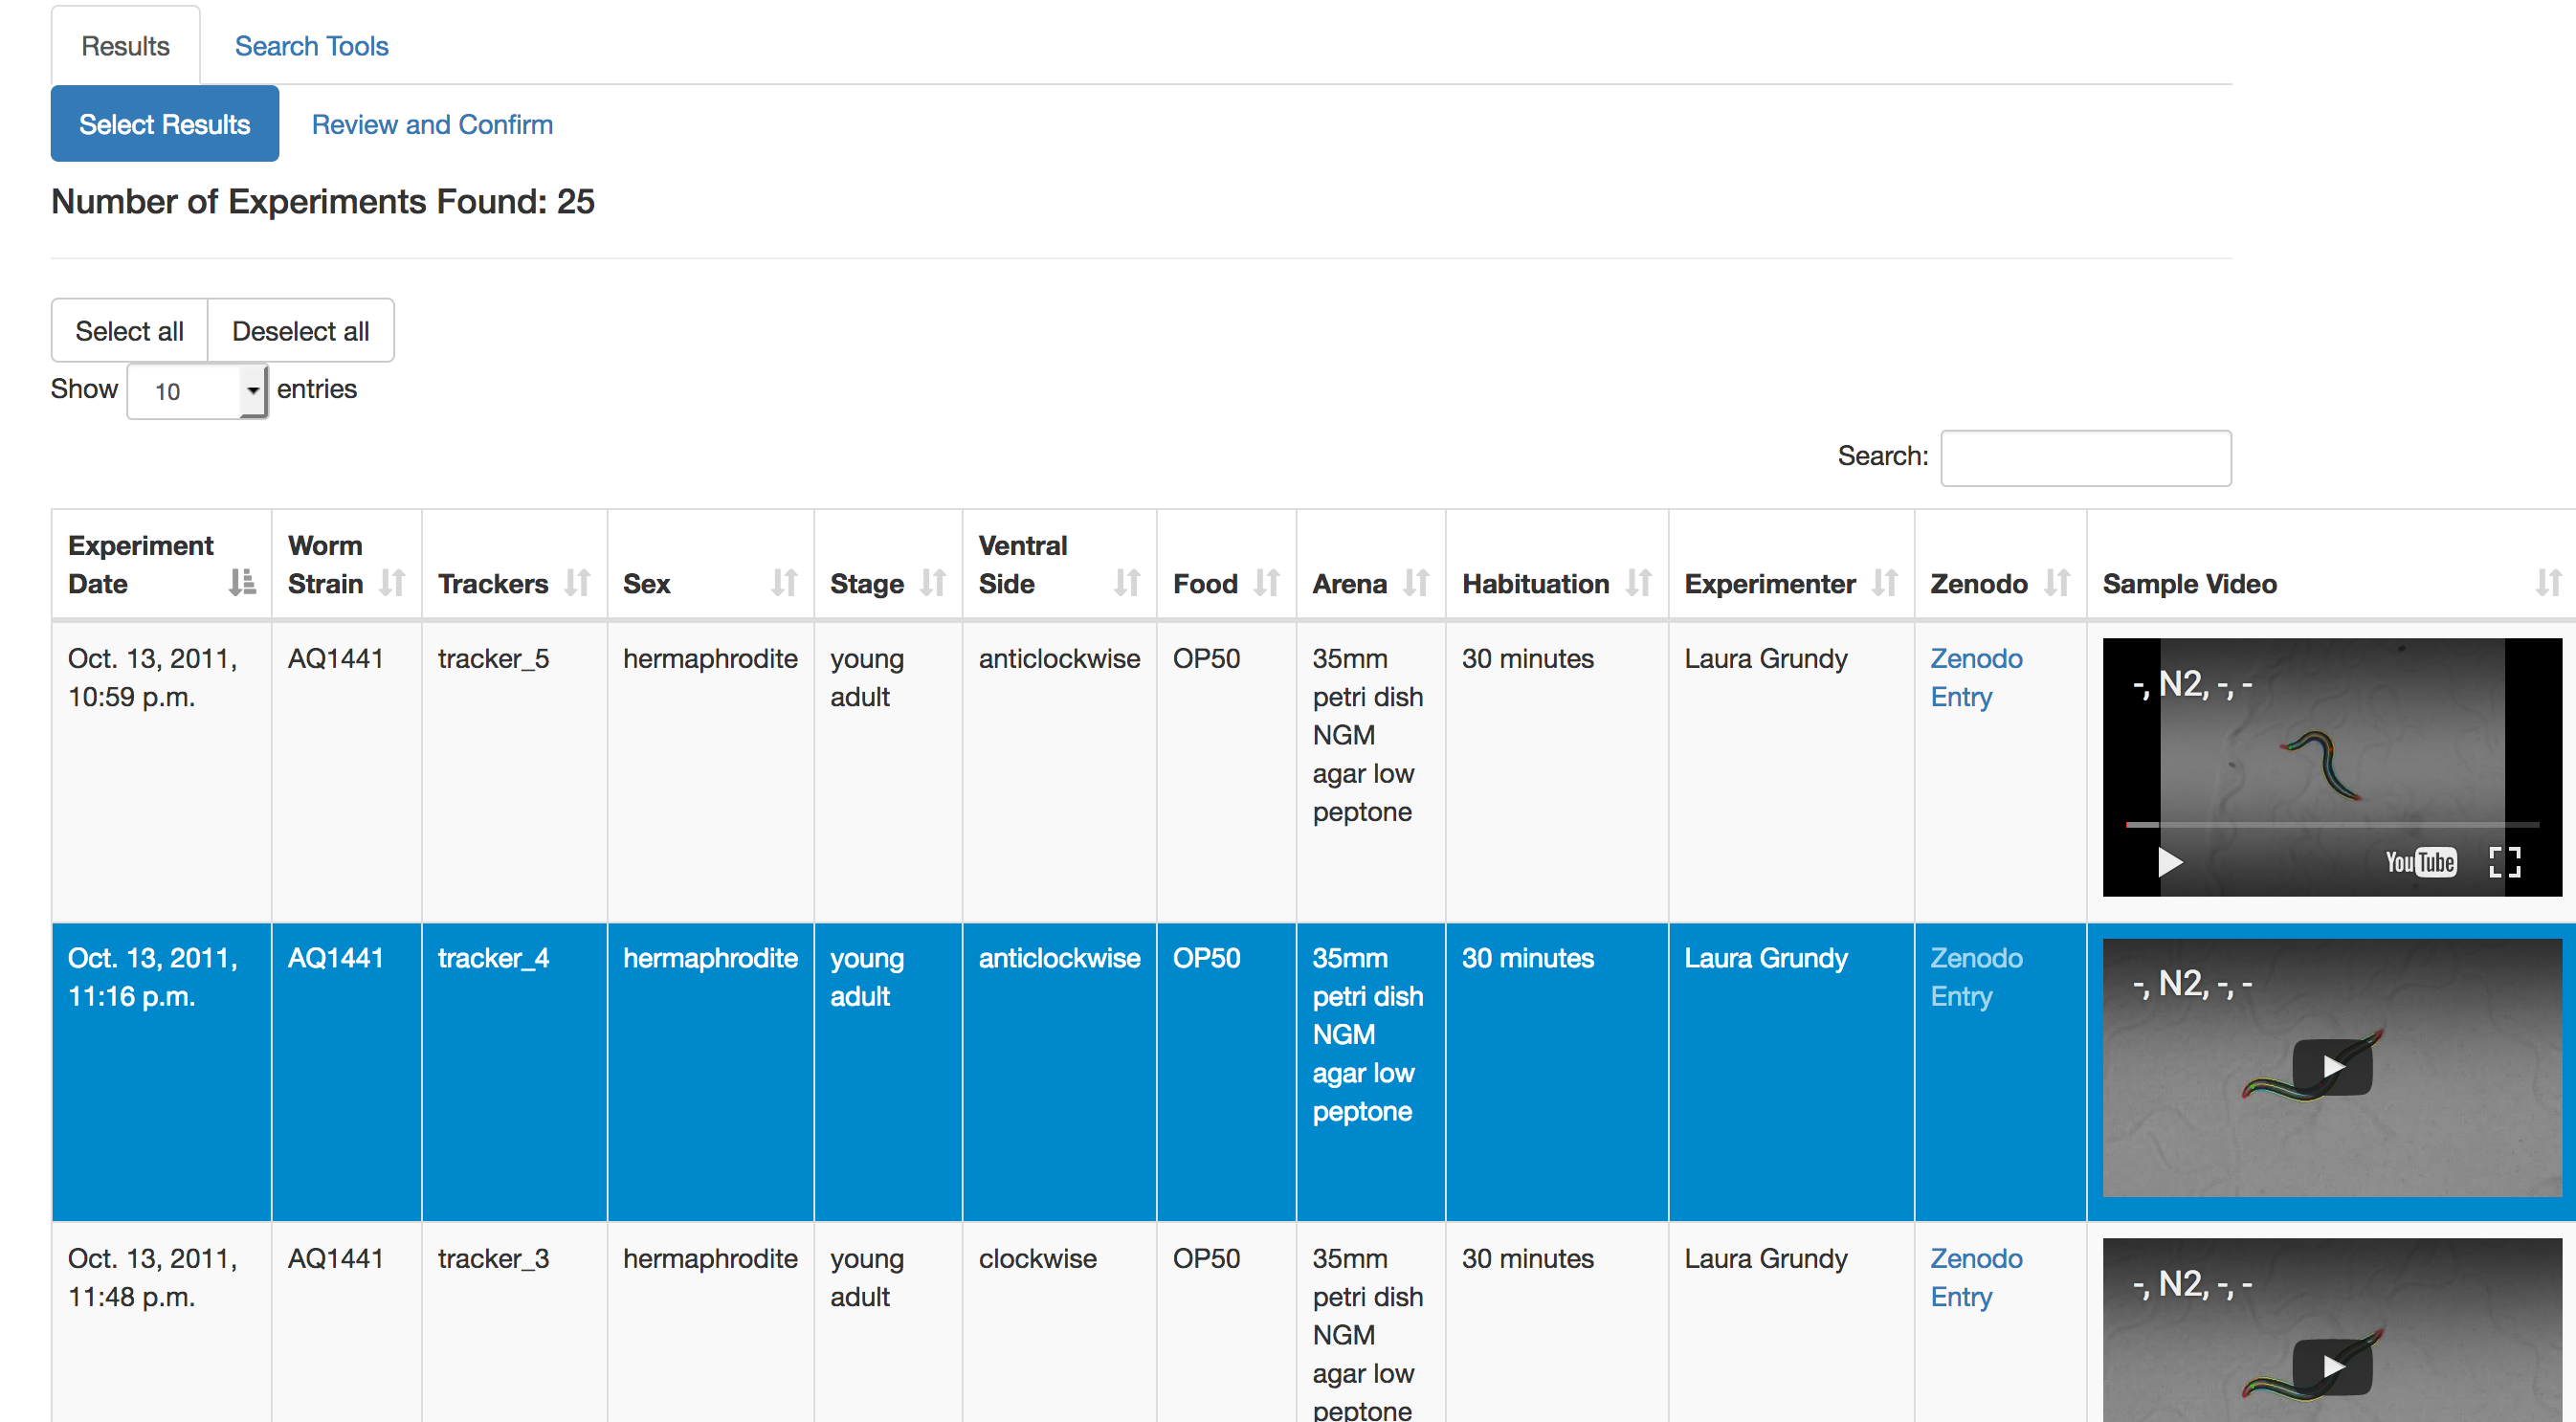 Results Search Tools
Select Results Review and Confirm
Number of Experiments Found: 25
Select all Deselect all
Show 10 entries
Search:
Experiment Date Worm Strain Trackers Sex Stage Ventral Side Food Arena Habituation Experimenter Zenodo Sample Video
Oct. 13, 2011, 10:59 p.m. AQ1441 tracker_5 hermaphrodite young adult anticlockwise OP50 35mm petri dish NGM agar low peptone 30 minutes Laura Grundy Zenodo Entry
-, N2, -, -
YouTube
Oct. 13, 2011, 11:16 p.m. AQ1441 tracker_4 hermaphrodite young adult anticlockwise OP50 35mm petri dish NGM agar low peptone 30 minutes Laura Grundy Zenodo Entry
-, N2, -, -
Oct. 13, 2011, 11:48 p.m. AQ1441 tracker_3 hermaphrodite young adult clockwise OP50 35mm petri dish NGM agar low peptone 30 minutes Laura Grundy Zenodo Entry
-, N2, -, -